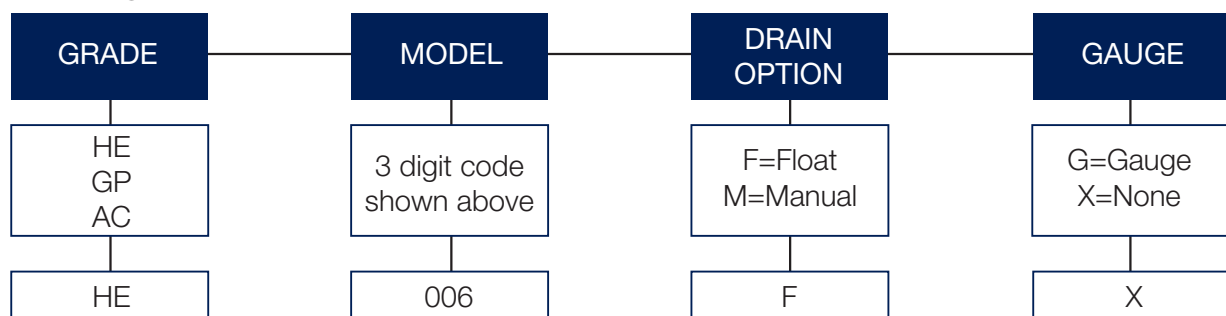 GRADE
MODEL
DRAIN
OPTION
GAUGE
HE
GP
AC
3 digit code
shown above
F=Float
M=Manual
G=Gauge
X=None
HE
006
F
X